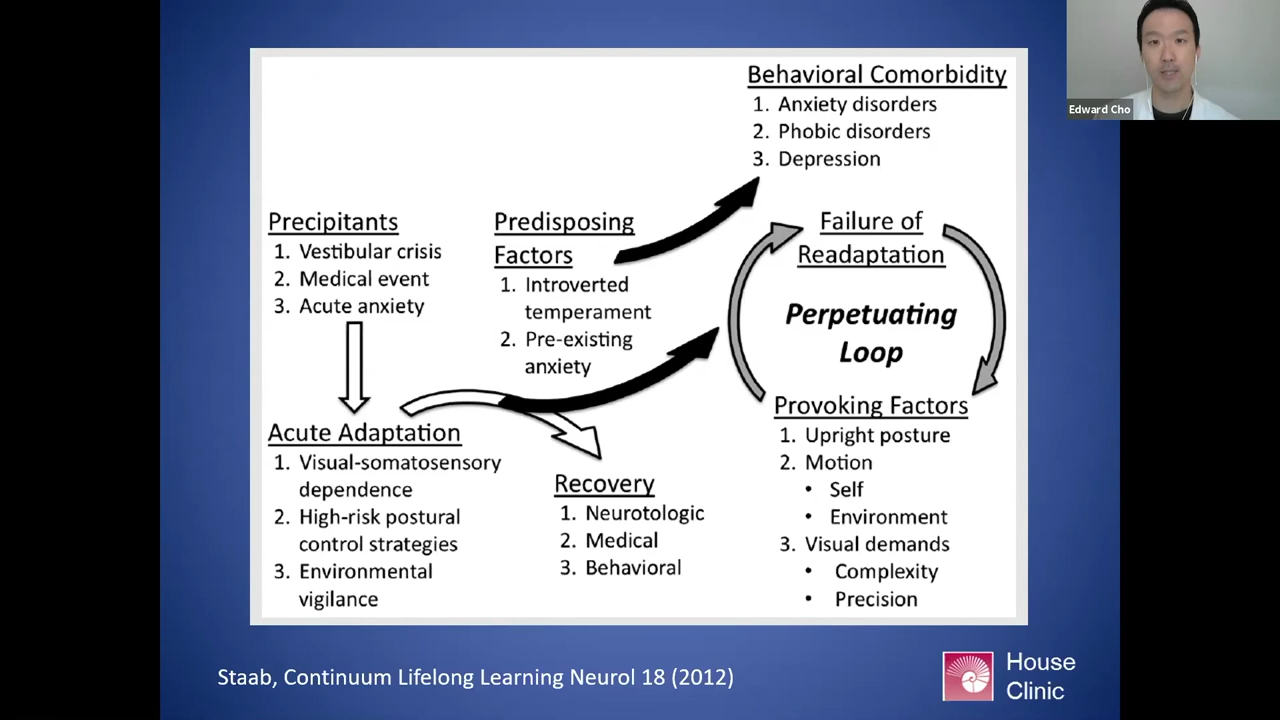 Behavioral Comorbidity
1. Anxiety disorders
2. Phobic disorders
3. Depression
Edward Cho
Precipitants
1. Vestibular crisis
2. Medical event
3. Acute anxiety
Predisposing
Factors
1. Introverted
temperament
2. Pre-existing
anxiety
Failure of
Readaptation
Perpetuating
Loop
Acute Adaptation
1. Visual-somatosensory
dependence
2. High-risk postural
control strategies
3. Environmental
vigilance
Recovery
1. Neurotologic
2. Medical
3. Behavioral
Provoking Factors
1. Upright posture
2. Motion
• Self
• Environment
3. Visual demands
• Complexity
• Precision
Staab, Continuum Lifelong Learning Neurol 18 (2012)
House
Clinic